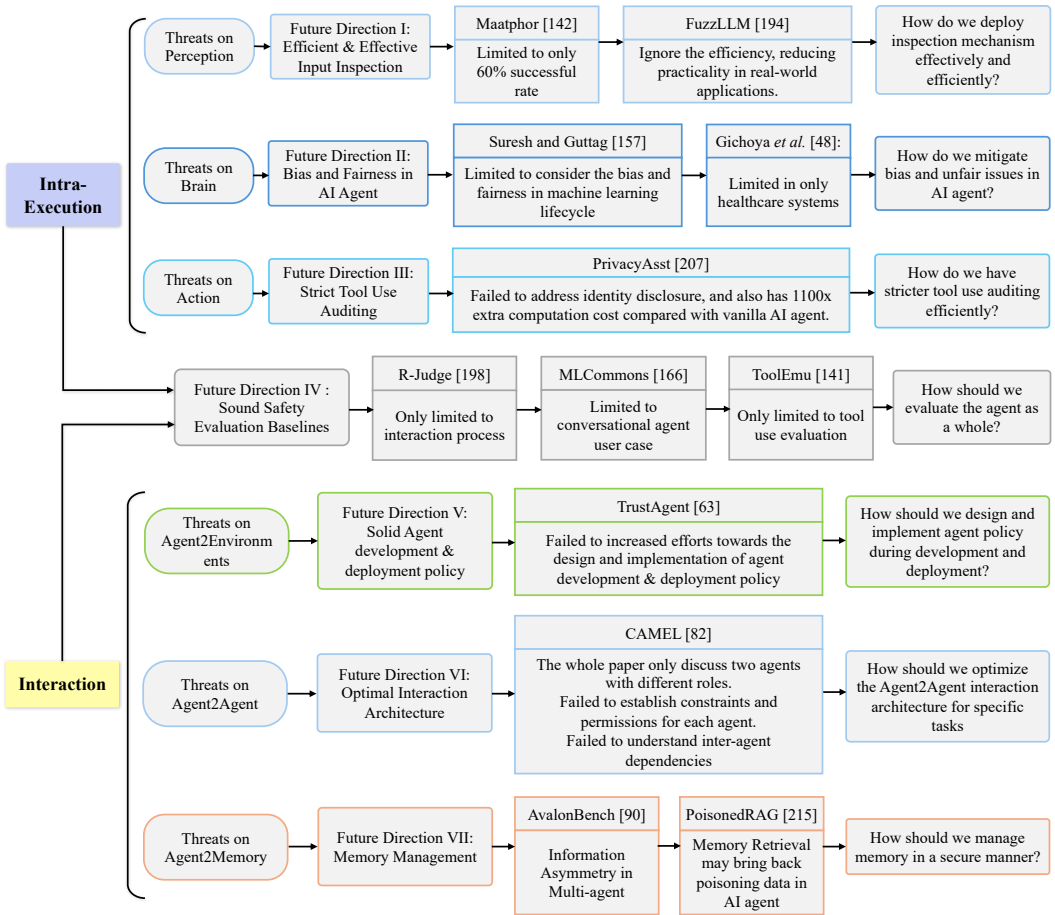 Threats on
Perception
Future Direction I:
Efficient & Effective
Input Inspection
Maatphor [142]
Limited to only
60% successful
rate
FuzzLLM [194]
Ignore the efficiency, reducing
practicality in real-world
applications.
How do we deploy
inspection mechanism
effectively and
efficiently?
Intra-
Execution
Threats on
Brain
Future Direction II:
Bias and Fairness in
AI Agent
Suresh and Guttag [157]
Limited to consider the bias and
fairness in machine learning
lifecycle
Gichoya et al. [48]:
Limited in only
healthcare systems
How do we mitigate
bias and unfair issues in
AI agent?
Threats on
Action
Future Direction III:
Strict Tool Use
Auditing
PrivacyAsst [207]
Failed to address identity disclosure, and also has 1100x
extra computation cost compared with vanilla AI agent.
How do we have
stricter tool use auditing
efficiently?
Future Direction IV :
Sound Safety
Evaluation Baselines
R-Judge [198]
Only limited to
interaction process
MLCommons [166]
Limited to
conversational agent
user case
ToolEmu [141]
Only limited to tool
use evaluation
How should we
evaluate the agent as
a whole?
Interaction
Threats on
Agent2Environm
ents
Future Direction V:
Solid Agent
development &
deployment policy
TrustAgent [63]
Failed to increased efforts towards the
design and implementation of agent
development & deployment policy
How should we design and
implement agent policy
during development and
deployment?
Threats on
Agent2Agent
Future Direction VI:
Optimal Interaction
Architecture
CAMEL [82]
The whole paper only discuss two agents
with different roles.
Failed to establish constraints and
permissions for each agent.
Failed to understand inter-agent
dependencies
How should we optimize
the Agent2Agent interaction
architecture for specific
tasks
Threats on
Agent2Memory
Future Direction VII:
Memory Management
AvalonBench [90]
Information
Asymmetry in
Multi-agent
PoisonedRAG [215]
Memory Retrieval
may bring back
poisoning data in
AI agent
How should we manage
memory in a secure manner?